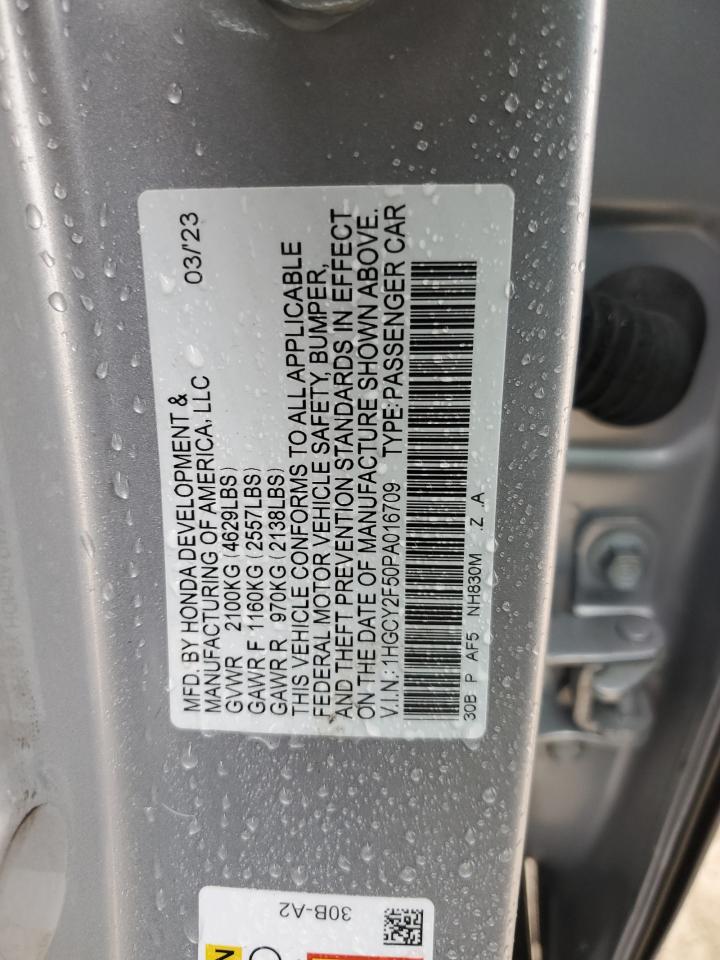 MFD. BY HONDA DEVELOPMENT & 03/'23
MANUFACTURING OF AMERICA, LLC
GVWR 2100KG (4629LBS)
GAWR F 1160KG (2557LBS)
GAWR R 970KG (2138LBS)
THIS VEHICLE CONFORMS TO ALL APPLICABLE
FEDERAL MOTOR VEHICLE SAFETY, BUMPER,
AND THEFT PREVENTION STANDARDS IN EFFECT
ON THE DATE OF MANUFACTURE SHOWN ABOVE.
V.I.N.: 1HGCY2F50PA016709 TYPE: PASSENGER CAR
30B P AF5 NH830M .Z .A
30B-A2